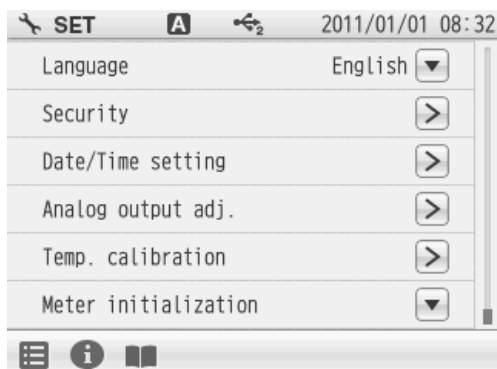 SET A 2 2011/01/01 08:32
Language English
Security
Date/Time setting
Analog output adj.
Temp. calibration
Meter initialization